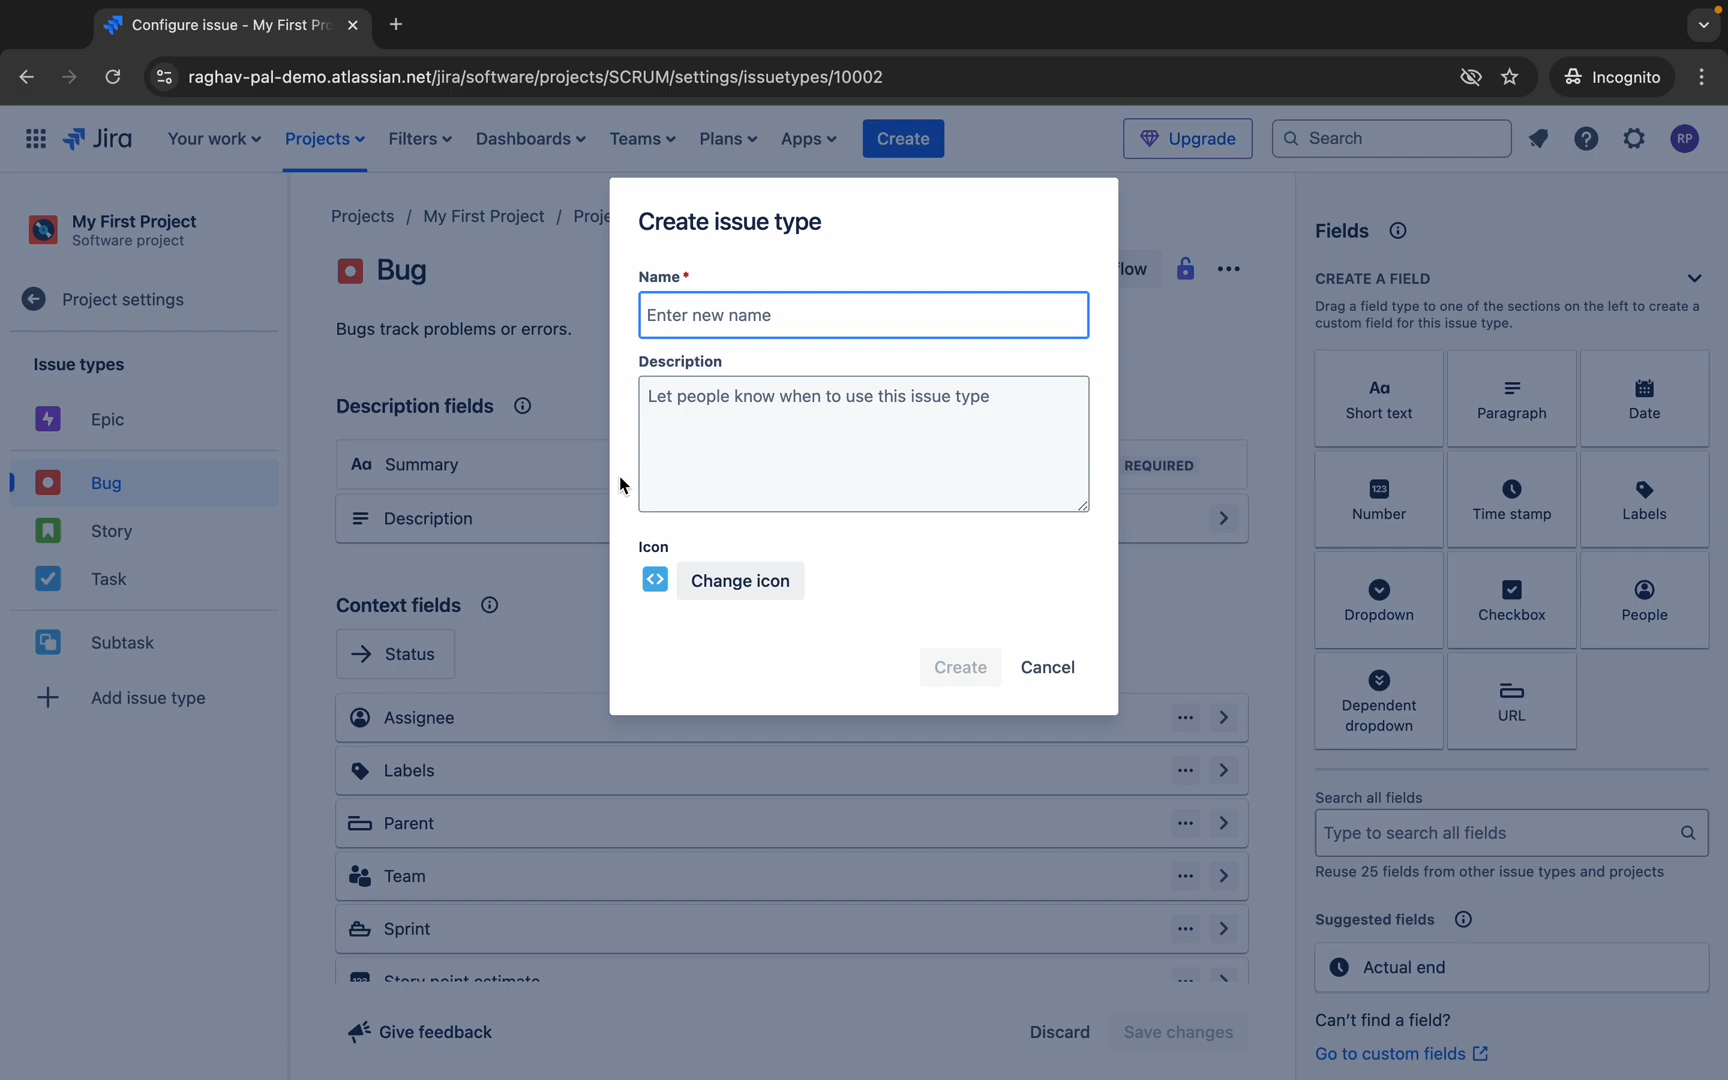 Configure issue - My First Pro
raghav-pal-demo.atlassian.net/jira/software/projects/SCRUM/settings/issuetypes/10002
Incognito
Jira
Your work
Projects
Filters
Dashboards
Teams
Plans
Apps
Create
Upgrade
Search
RP
My First Project
Software project
Project settings
Issue types
Epic
Bug
Story
Task
Subtask
Add issue type
Projects / My First Project / Proje
Bug
flow
Bugs track problems or errors.
Description fields
Aa Summary
REQUIRED
Description
Context fields
Status
Assignee
Labels
Parent
Team
Sprint
Story point estimate
Give feedback
Discard
Save changes
Create issue type
Name *
Enter new name
Description
Let people know when to use this issue type
Icon
Change icon
Create
Cancel
Fields
CREATE A FIELD
Drag a field type to one of the sections on the left to create a
custom field for this issue type.
Aa
Short text
Paragraph
Date
123
Number
Time stamp
Labels
Dropdown
Checkbox
People
Dependent
dropdown
URL
Search all fields
Type to search all fields
Reuse 25 fields from other issue types and projects
Suggested fields
Actual end
Can't find a field?
Go to custom fields